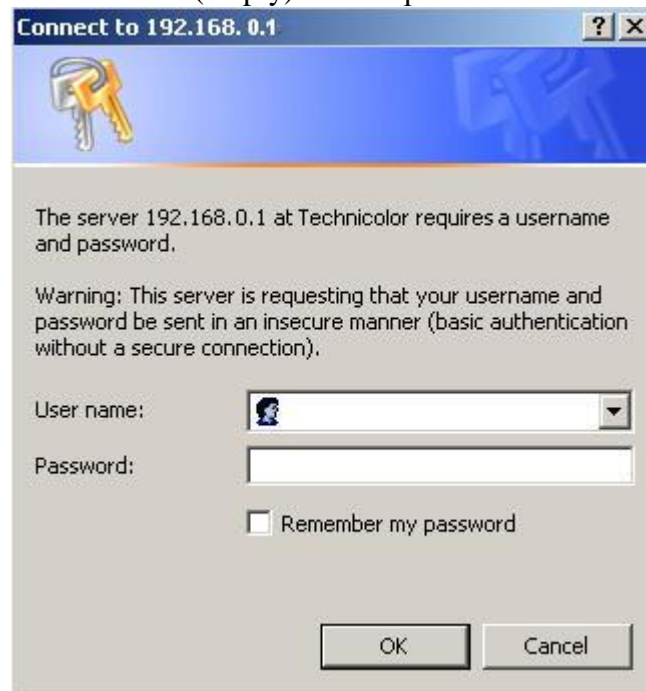 (empty)
Connect to 192.168.0.1
The server 192.168.0.1 at Technicolor requires a username
and password.
Warning: This server is requesting that your username and
password be sent in an insecure manner (basic authentication
without a secure connection).
User name:
Password:
Remember my password
OK Cancel